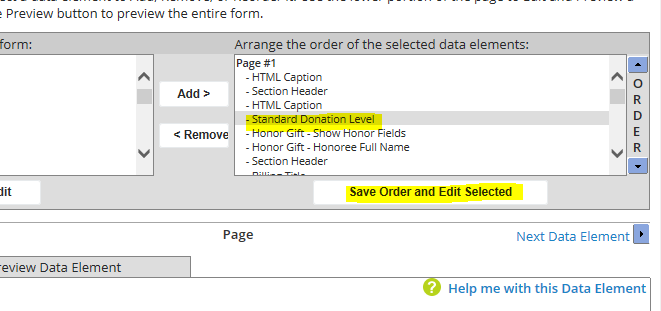 e Preview button to preview the entire form.
form:
Arrange the order of the selected data elements:
Page #1
- HTML Caption
- Section Header
- HTML Caption
- Standard Donation Level
- Honor Gift - Show Honor Fields
- Honor Gift - Honoree Full Name
- Section Header
Add >
< Remove
O
R
D
E
R
dit
Save Order and Edit Selected
Page
Next Data Element
review Data Element
Help me with this Data Element